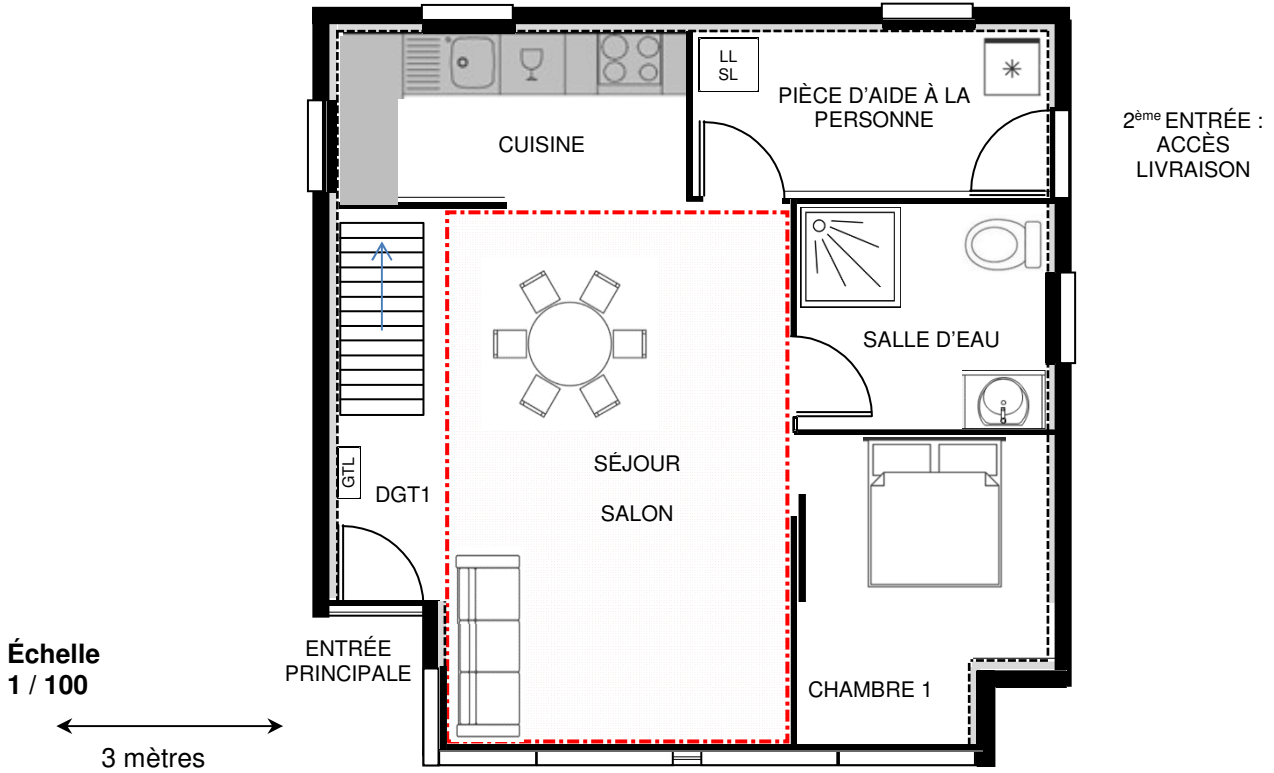 LL
SL
PIÈCE D’AIDE À LA
PERSONNE
2ème ENTRÉE :
ACCÈS
LIVRAISON
CUISINE
SALLE D’EAU
SÉJOUR
GTL
DGT1
SALON
ENTRÉE
PRINCIPALE
CHAMBRE 1
Échelle
1 / 100
3 mètres